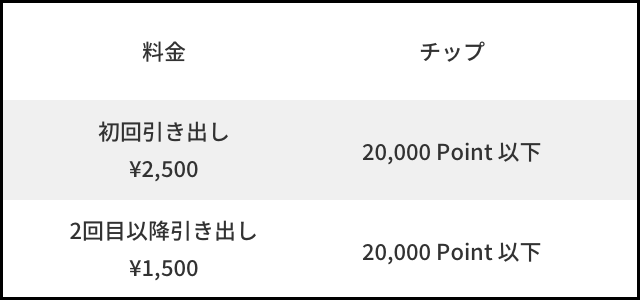 料金 チップ
初回引き出し
¥2,500
20,000 Point 以下
2回目以降引き出し
¥1,500
20,000 Point 以下